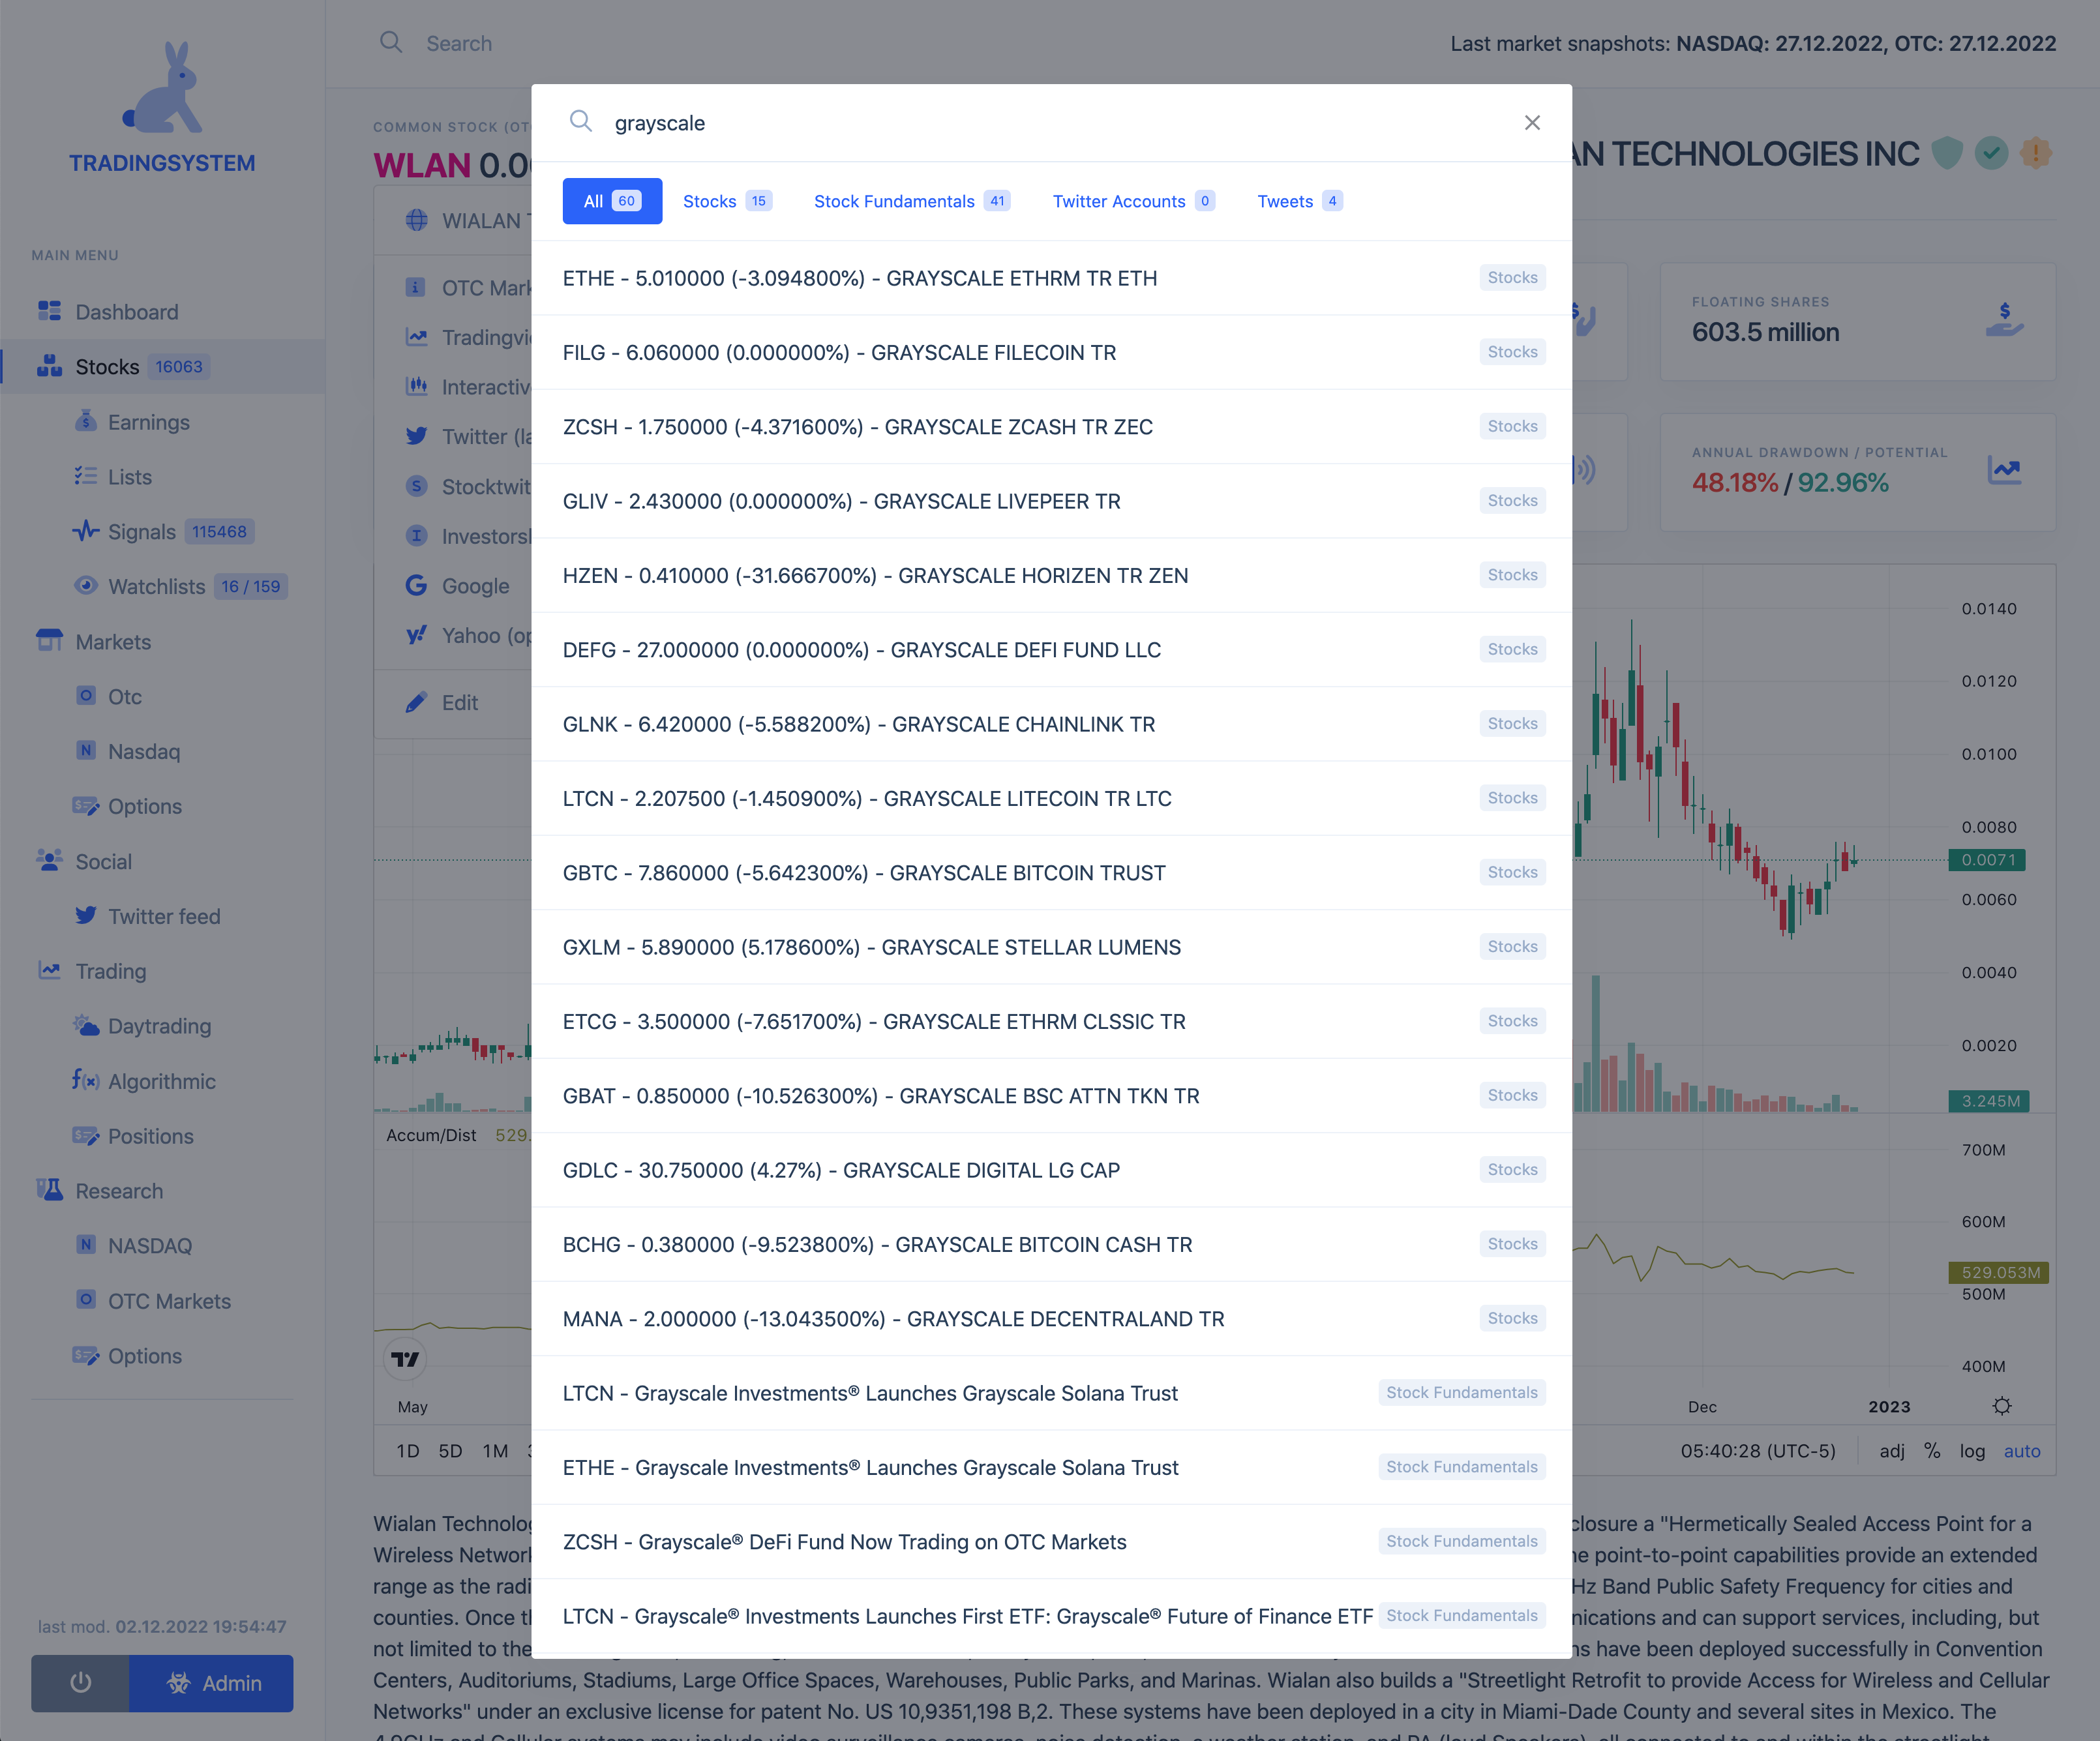 TRADINGSYSTEM
MAIN MENU
Dashboard
Stocks 16063
Earnings
Lists
Signals 115468
Watchlists 16 / 159
Markets
Otc
Nasdaq
Options
Social
Twitter feed
Trading
Daytrading
Algorithmic
Positions
Research
NASDAQ
OTC Markets
Options
last mod. 02.12.2022 19:54:47
Admin
Search
Last market snapshots: NASDAQ: 27.12.2022, OTC: 27.12.2022
COMMON STOCK
WLAN
TECHNOLOGIES INC
WIALAN
OTC
Google
Yahoo
Edit
grayscale
All 60 Stocks 15 Stock Fundamentals 41 Twitter Accounts 0 Tweets 4
ETHE - 5.010000 (-3.094800%) - GRAYSCALE ETHRM TR ETH Stocks
FILG - 6.060000 (0.000000%) - GRAYSCALE FILECOIN TR Stocks
ZCSH - 1.750000 (-4.371600%) - GRAYSCALE ZCASH TR ZEC Stocks
GLIV - 2.430000 (0.000000%) - GRAYSCALE LIVEPEER TR Stocks
HZEN - 0.410000 (-31.666700%) - GRAYSCALE HORIZEN TR ZEN Stocks
DEFG - 27.000000 (0.000000%) - GRAYSCALE DEFI FUND LLC Stocks
GLNK - 6.420000 (-5.588200%) - GRAYSCALE CHAINLINK TR Stocks
LTCN - 2.207500 (-1.450900%) - GRAYSCALE LITECOIN TR LTC Stocks
GBTC - 7.860000 (-5.642300%) - GRAYSCALE BITCOIN TRUST Stocks
GXLM - 5.890000 (5.178600%) - GRAYSCALE STELLAR LUMENS Stocks
ETCG - 3.500000 (-7.651700%) - GRAYSCALE ETHRM CLSSIC TR Stocks
GBAT - 0.850000 (-10.526300%) - GRAYSCALE BSC ATTN TKN TR Stocks
GDLC - 30.750000 (4.27%) - GRAYSCALE DIGITAL LG CAP Stocks
BCHG - 0.380000 (-9.523800%) - GRAYSCALE BITCOIN CASH TR Stocks
MANA - 2.000000 (-13.043500%) - GRAYSCALE DECENTRALAND TR Stocks
LTCN - Grayscale Investments® Launches Grayscale Solana Trust Stock Fundamentals
ETHE - Grayscale Investments® Launches Grayscale Solana Trust Stock Fundamentals
ZCSH - Grayscale® DeFi Fund Now Trading on OTC Markets Stock Fundamentals
LTCN - Grayscale® Investments Launches First ETF: Grayscale® Future of Finance ETF Stock Fundamentals
FLOATING SHARES
603.5 million
ANNUAL DRAWDOWN / POTENTIAL
48.18% / 92.96%
0.0140
0.0120
0.0100
0.0080
0.0071
0.0060
0.0040
0.0020
3.245M
Accum/Dist 529.
700M
600M
529.053M
500M
400M
May Dec 2023
1D 5D 1M 05:40:28 (UTC-5) adj % log auto
Wialan closure a "Hermetically Sealed Access Point for a
Wireless point-to-point capabilities provide an extended
range as the Hz Band Public Safety Frequency for cities and
counties. Once and can support services, including, but
not limited to the have been deployed successfully in Convention
Centers, Auditoriums, Stadiums, Large Office Spaces, Warehouses, Public Parks, and Marinas. Wialan also builds a "Streetlight Retrofit to provide Access for Wireless and Cellular
Networks" under an exclusive license for patent No. US 10,9351,198 B,2. These systems have been deployed in a city in Miami-Dade County and several sites in Mexico. The